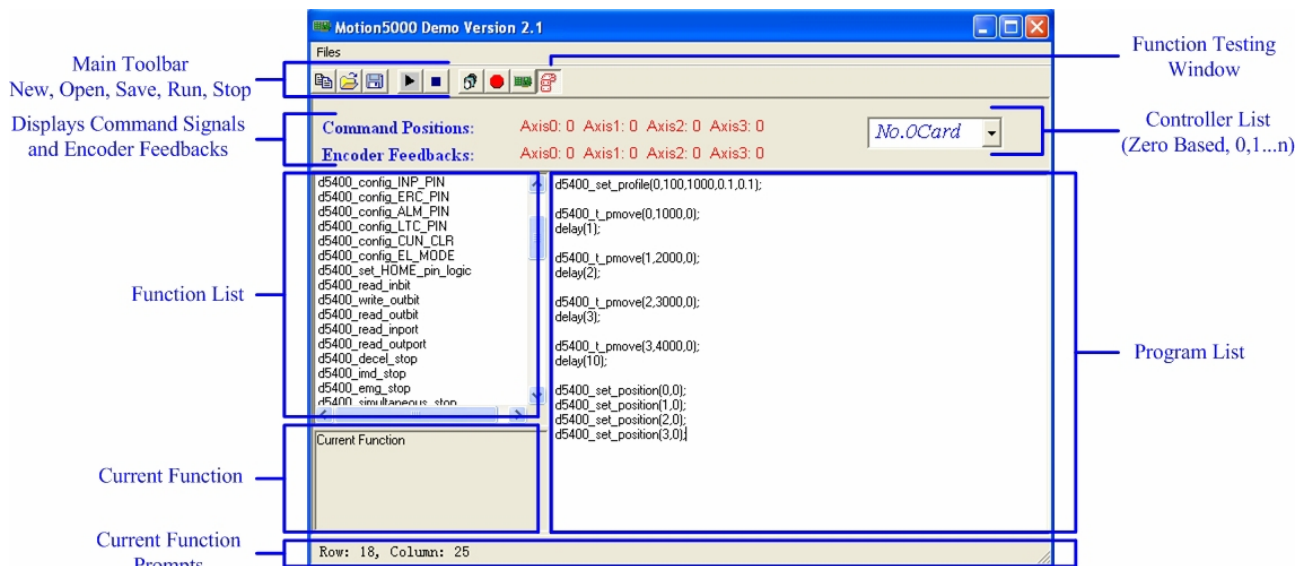 Motion5000 Demo Version 2.1
Files
Main Toolbar
New, Open, Save, Run, Stop
Function Testing
Window
Displays Command Signals
and Encoder Feedbacks
Command Positions: Axis0: 0 Axis1: 0 Axis2: 0 Axis3: 0
Encoder Feedbacks: Axis0: 0 Axis1: 0 Axis2: 0 Axis3: 0
No.0Card
Controller List
(Zero Based, 0,1...n)
Function List
d5400_config_INP_PIN
d5400_config_ERC_PIN
d5400_config_ALM_PIN
d5400_config_LTC_PIN
d5400_config_CUN_CLR
d5400_config_EL_MODE
d5400_set_HOME_pin_logic
d5400_read_inbit
d5400_write_outbit
d5400_read_outbit
d5400_read_inport
d5400_read_outport
d5400_decel_stop
d5400_imd_stop
d5400_emg_stop
d5400_simultaneous_stop
d5400_set_profile(0,100,1000,0.1,0.1);
d5400_t_pmove(0,1000,0);
delay(1);
d5400_t_pmove(1,2000,0);
delay(2);
d5400_t_pmove(2,3000,0);
delay(3);
d5400_t_pmove(3,4000,0);
delay(10);
d5400_set_position(0,0);
d5400_set_position(1,0);
d5400_set_position(2,0);
d5400_set_position(3,0);
Program List
Current Function
Current Function
Current Function
Prompts
Row: 18, Column: 25